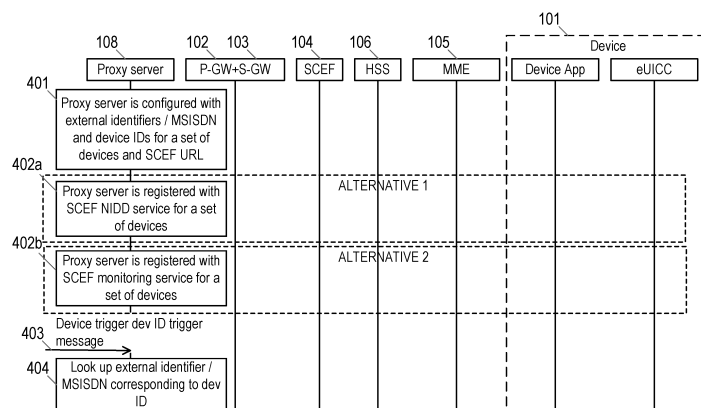 101
108
102
103
104
106
105
Device
Proxy server
P-GW+S-GW
SCEF
HSS
MME
Device App
eUICC
401
Proxy server is configured with
external identifiers / MSISDN
and device IDs for a set of
devices and SCEF URL
402a
ALTERNATIVE 1
Proxy server is registered with
SCEF NIDD service for a set
of devices
402b
ALTERNATIVE 2
Proxy server is registered with
SCEF monitoring service for a
set of devices
Device trigger dev ID trigger
message
403
404
Look up external identifier /
MSISDN corresponding to dev
ID